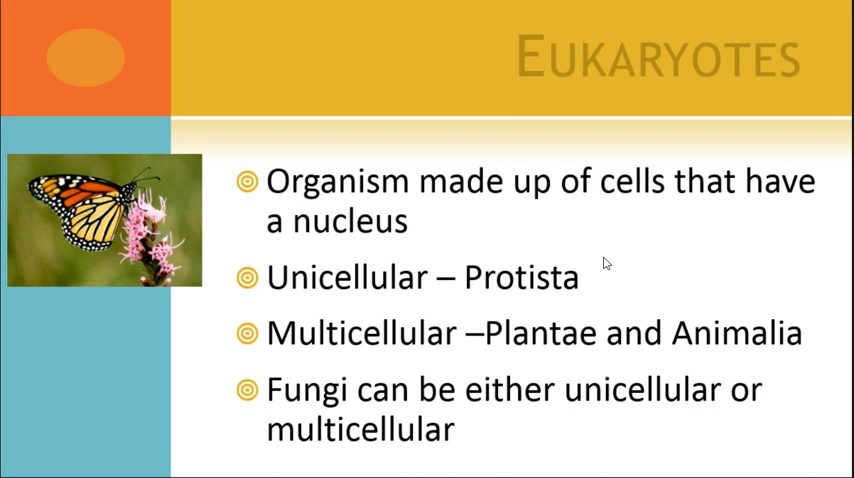 EUKARYOTES
Organism made up of cells that have
a nucleus
Unicellular – Protista
Multicellular –Plantae and Animalia
Fungi can be either unicellular or
multicellular